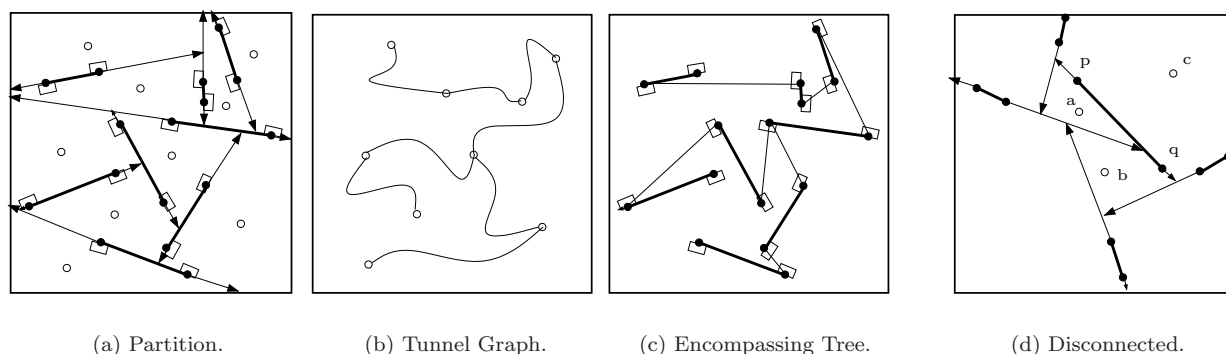 p
c
a
q
b
(a) Partition. (b) Tunnel Graph. (c) Encompassing Tree. (d) Disconnected.